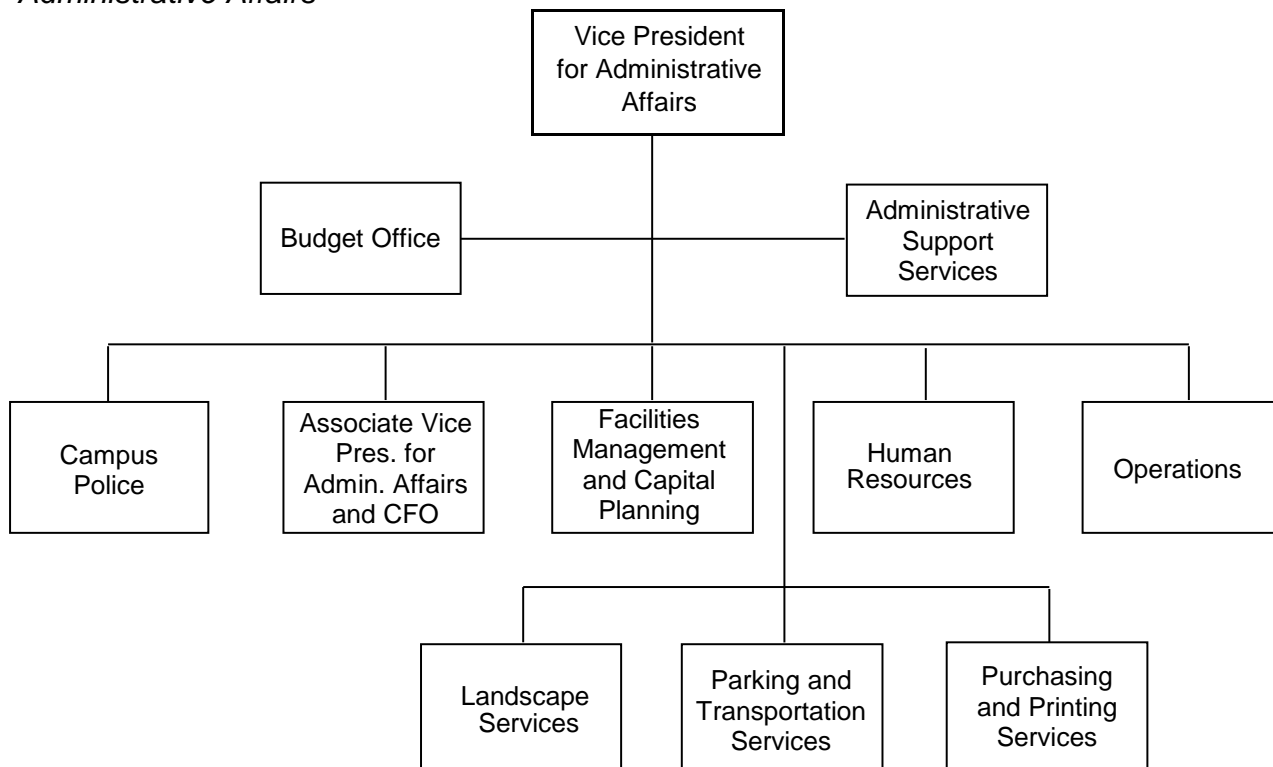 Administrative Affairs
Vice President
for Administrative
Affairs
Budget Office
Administrative
Support
Services
Campus
Police
Associate Vice
Pres. for
Admin. Affairs
and CFO
Facilities
Management
and Capital
Planning
Human
Resources
Operations
Landscape
Services
Parking and
Transportation
Services
Purchasing
and Printing
Services